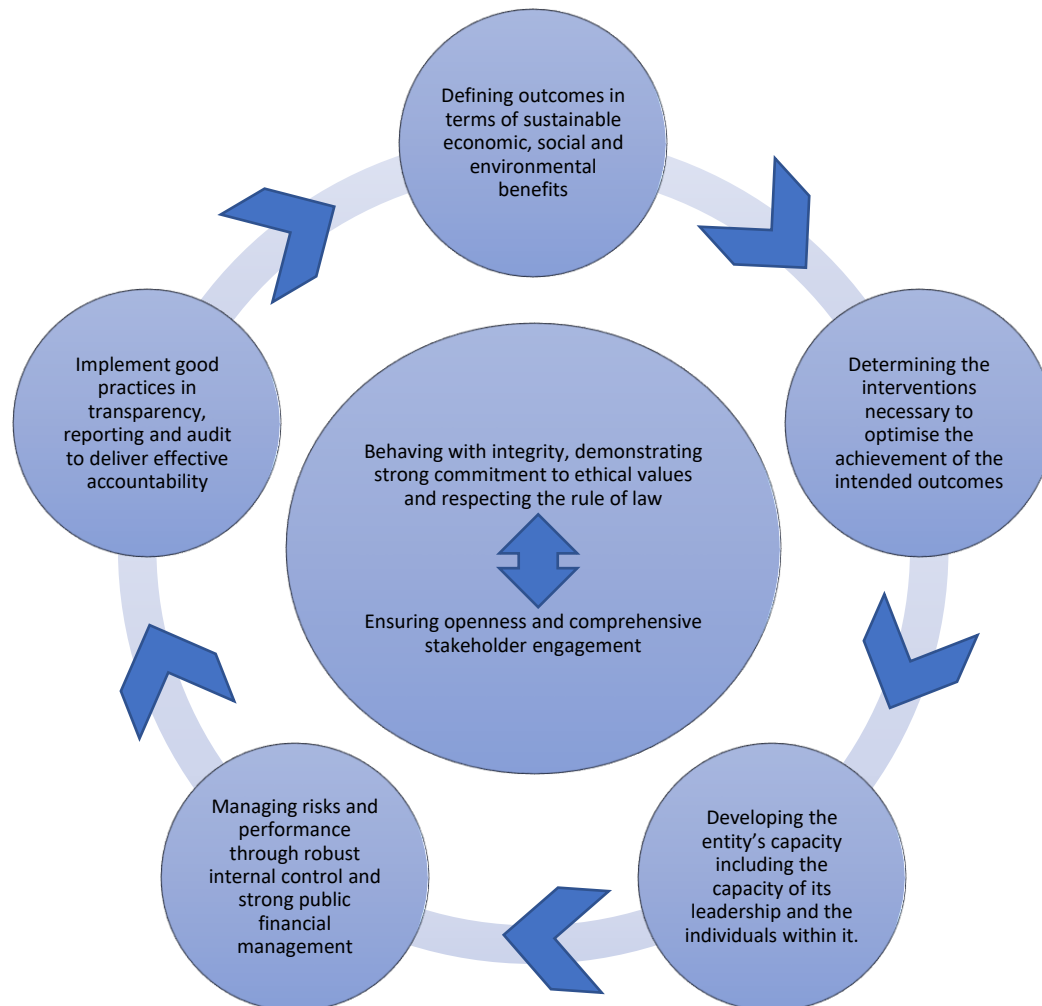 Defining outcomes in
terms of sustainable
economic, social and
environmental
benefits
Determining the
interventions
necessary to
optimise the
achievement of the
intended outcomes
Developing the
entity’s capacity
including the
capacity of its
leadership and the
individuals within it.
Managing risks and
performance
through robust
internal control and
strong public
financial
management
Implement good
practices in
transparency,
reporting and audit
to deliver effective
accountability
Behaving with integrity, demonstrating
strong commitment to ethical values
and respecting the rule of law
Ensuring openness and comprehensive
stakeholder engagement